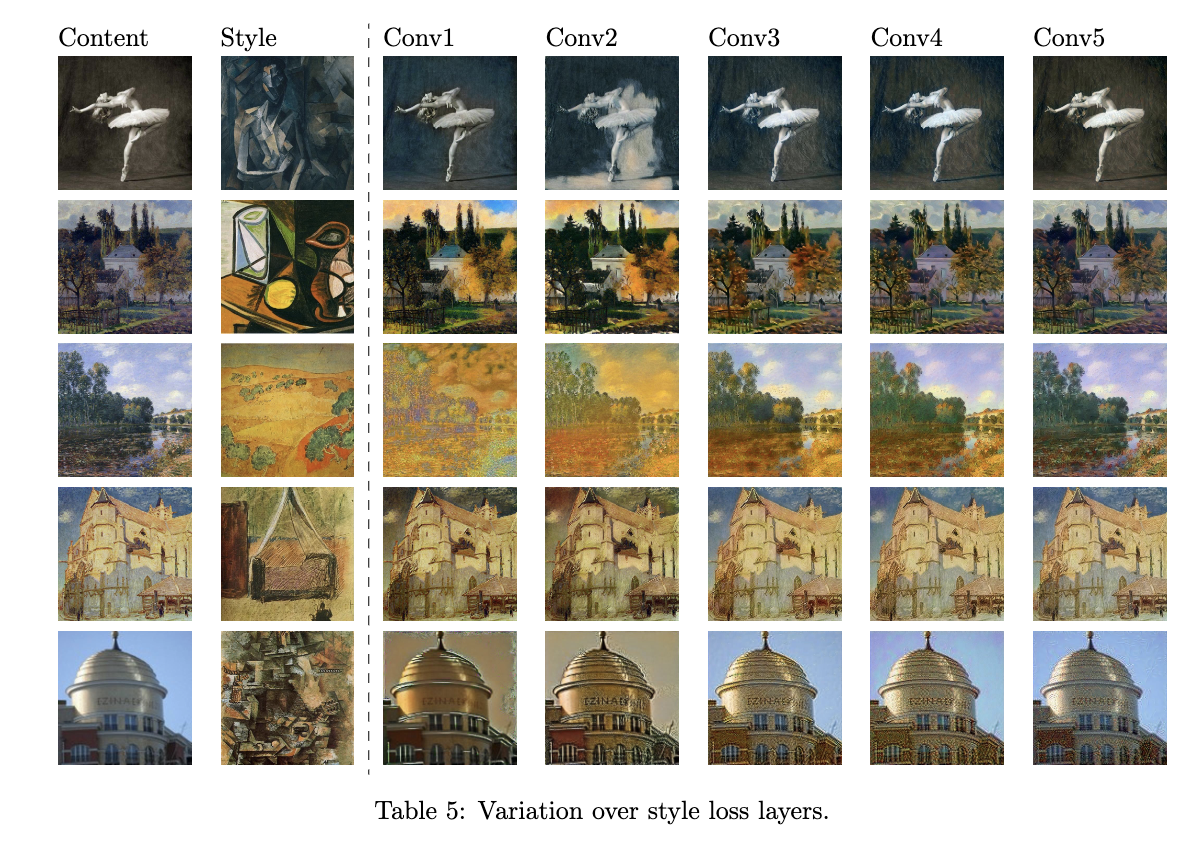 Content Style Conv1 Conv2 Conv3 Conv4 Conv5
Table 5: Variation over style loss layers.